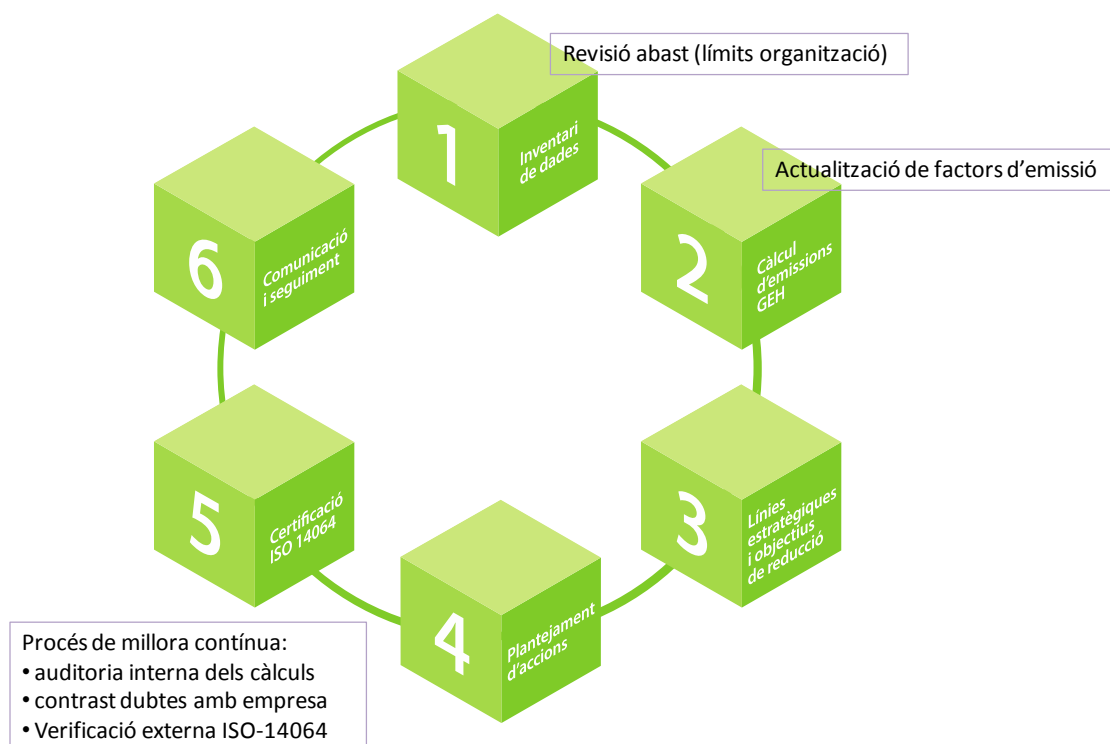 Revisió abast (límits organització)
1
Inventari
de dades
Actualització de factors d’emissió
2
Càlcul
d'emissions
GEH
3
Línies
estratègiques
i objectius
de reducció
4
Plantejament
d'accions
5
Certificació
ISO 14064
6
Comunicació
i seguiment
Procés de millora contínua:
• auditoria interna dels càlculs
• contrast dubtes amb empresa
• Verificació externa ISO-14064